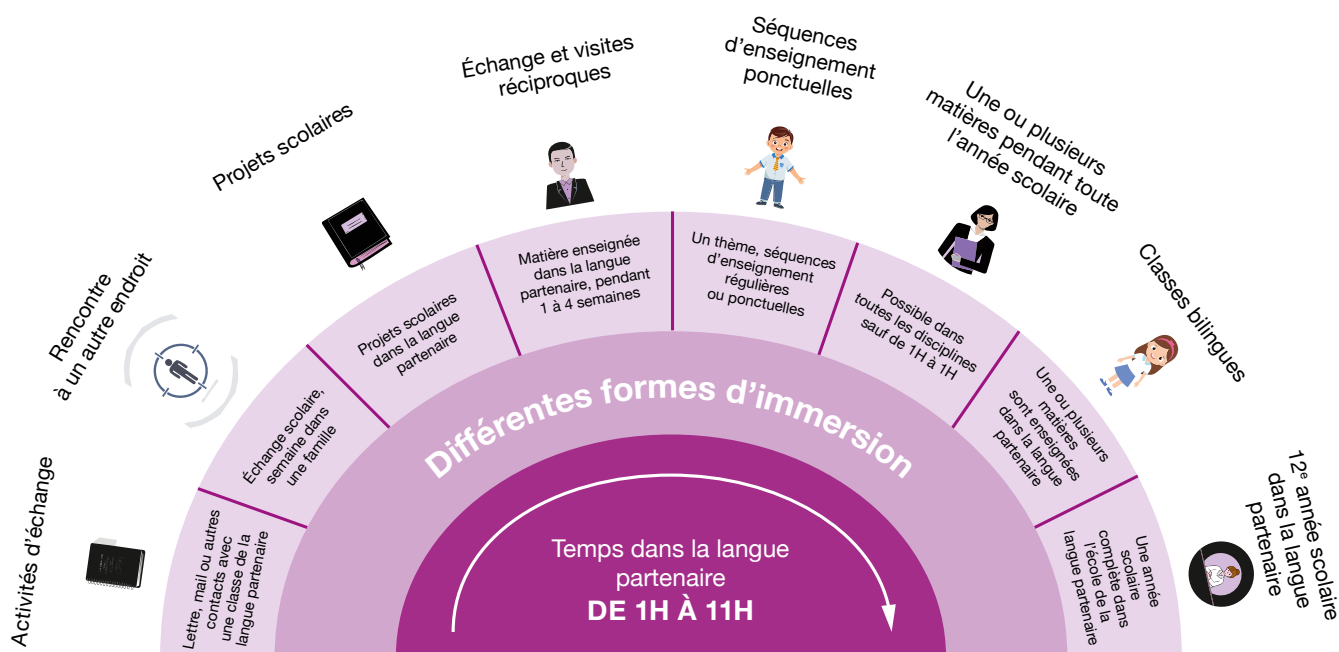 Activités d'échange
Lettre, mail ou autres
contacts avec
une classe de la
langue partenaire
Rencontre
à un autre endroit
Échange scolaire,
semaine dans
une famille
Projets scolaires
Projets scolaires
dans la langue
partenaire
Échange et visites
réciproques
Matière enseignée
dans la langue
partenaire, pendant
1 à 4 semaines
Séquences
d'enseignement
ponctuelles
Un thème, séquences
d'enseignement
régulières
ou ponctuelles
Une ou plusieurs
matières pendant toute
l'année scolaire
Possible dans
toutes les disciplines
sauf de 1H à 1H
Classes bilingues
Une ou plusieurs
matières
sont enseignées
dans la langue
partenaire
12e année scolaire
dans la langue
partenaire
Une année
scolaire
complète dans
l'école de la
langue partenaire
Différentes formes d'immersion
Temps dans la langue
partenaire
DE 1H À 11H